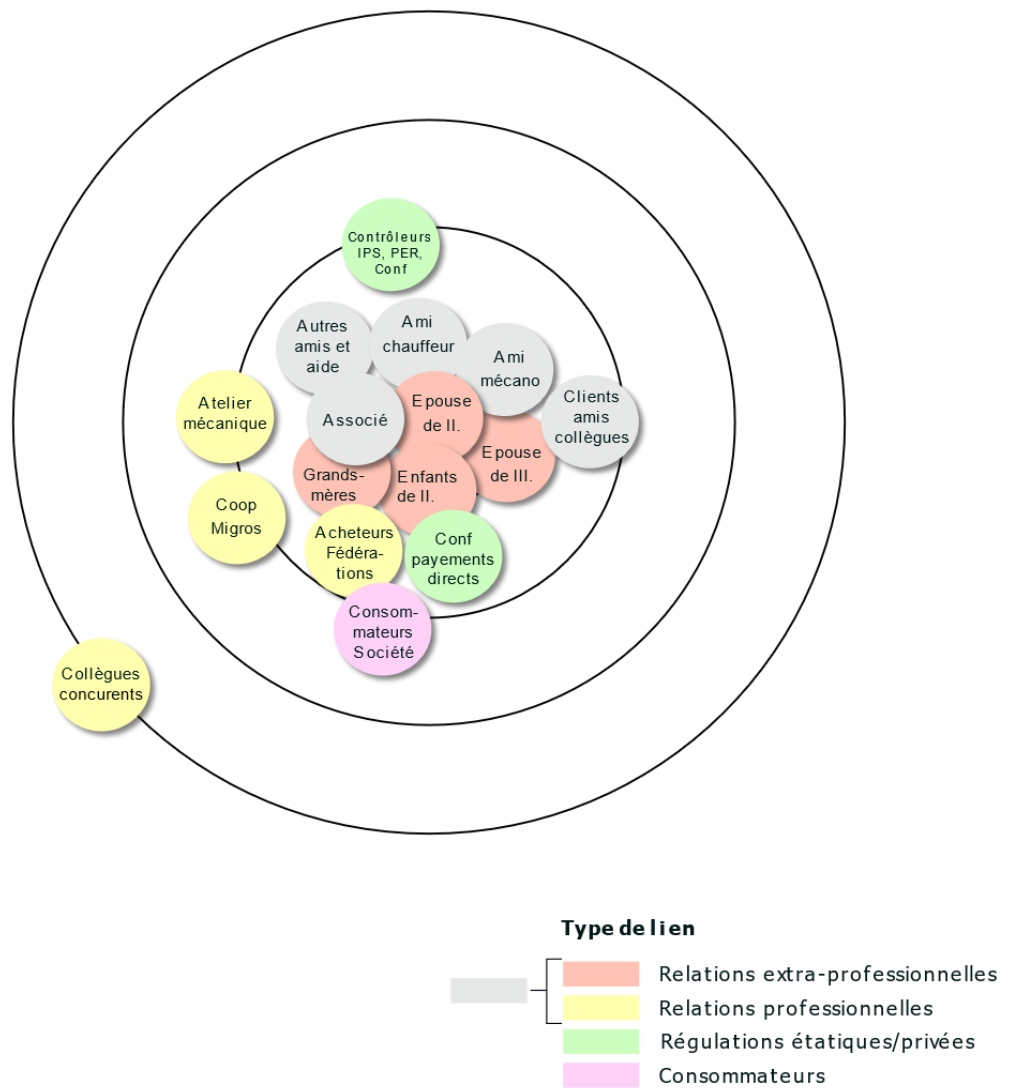 Contrôleurs
IPS, PER,
Conf
Autres
amis et
aide
Ami
chauffeur
Ami
mécano
Clients
amis
collègues
Atelier
mécanique
Associé
Epouse
de II.
Epouse
de III.
Grands-
mères
Enfants
de II.
Coop
Migros
Acheteurs
Fédéra-
tions
Conf
payements
directs
Consom-
mateurs
Société
Collègues
concurents
Type de lien
Relations extra-professionnelles
Relations professionnelles
Régulations étatiques/privées
Consommateurs